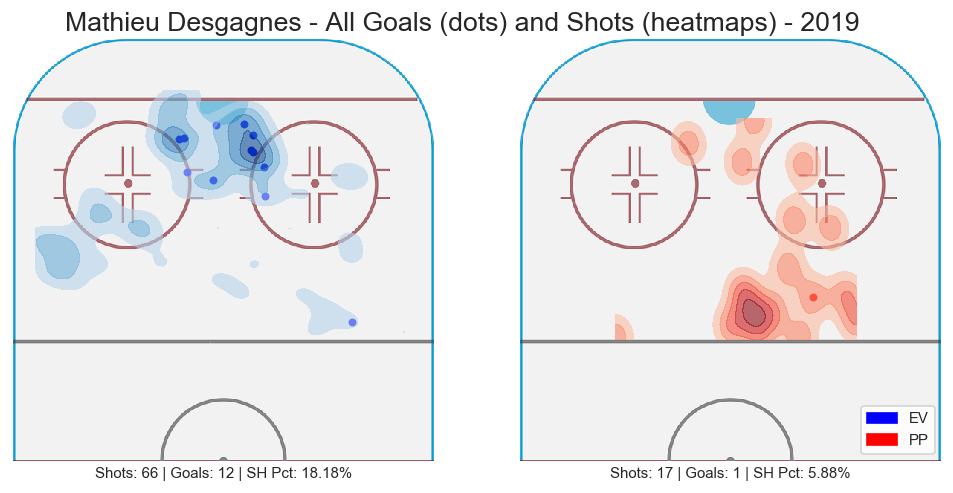 Mathieu Desgagnes - All Goals (dots) and Shots (heatmaps) - 2019
EV
PP
Shots: 66 | Goals: 12 | SH Pct: 18.18%
Shots: 17 | Goals: 1 | SH Pct: 5.88%